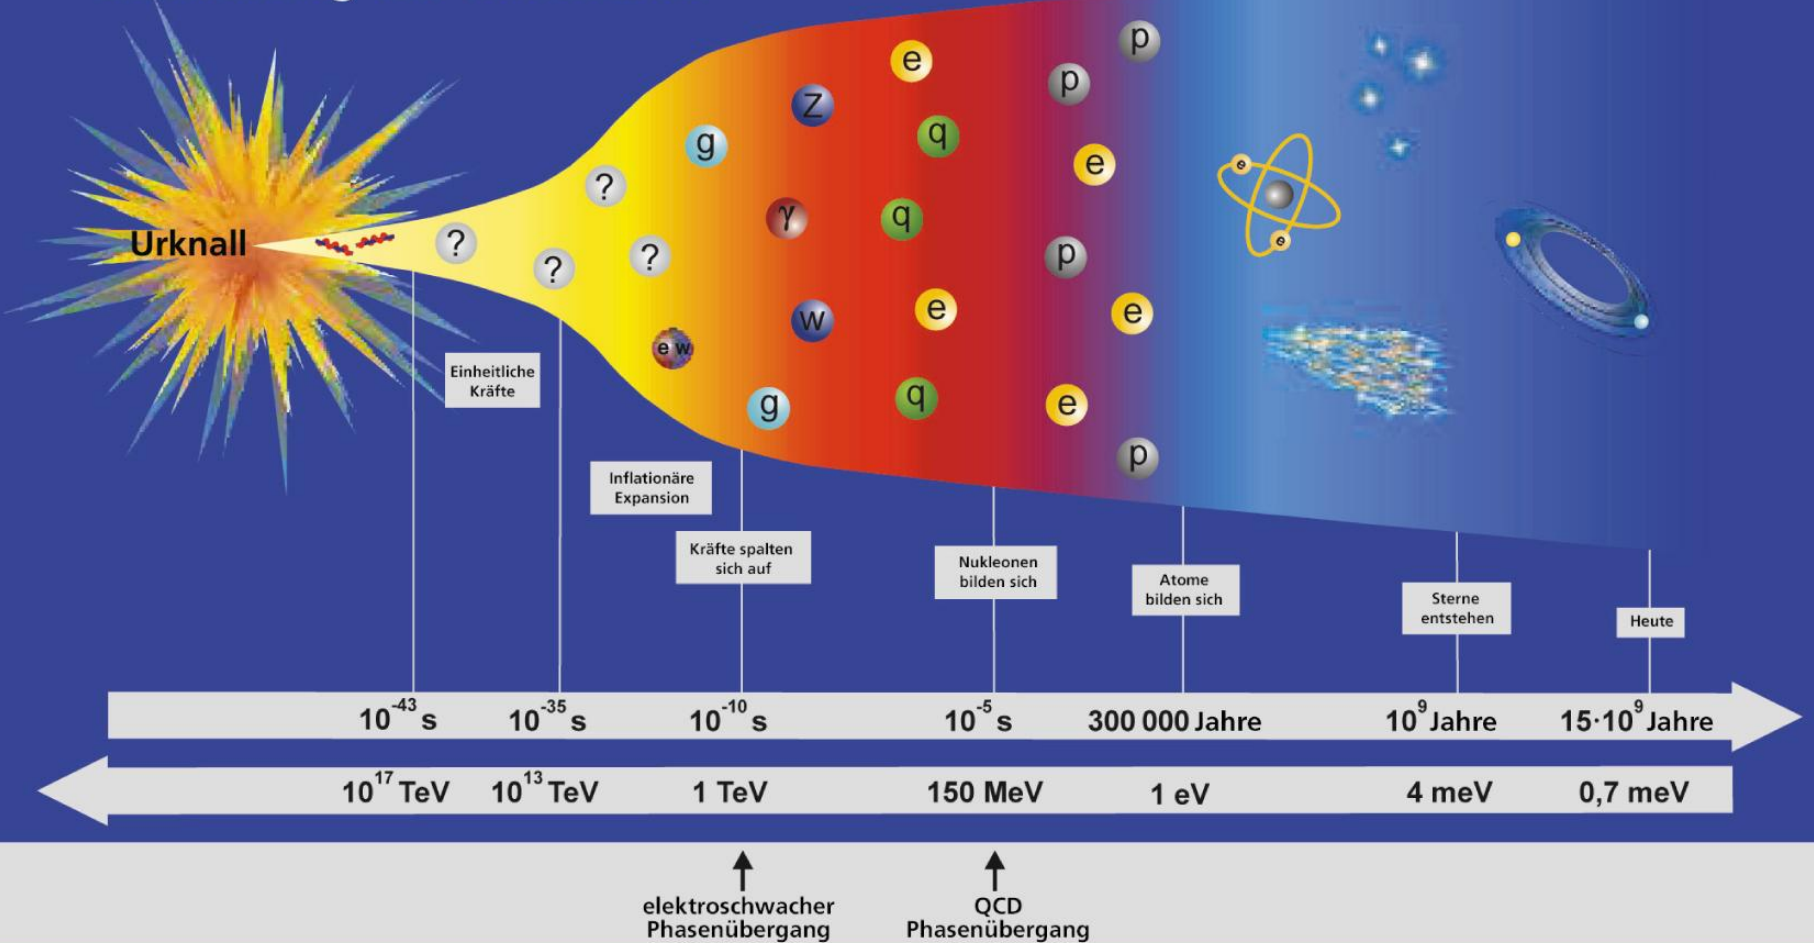 Urknall
?
?
?
?
e w
g
g
Z
γ
w
e
q
q
e
q
p
p
e
p
e
e
p
e
e
Einheitliche
Kräfte
Inflationäre
Expansion
Kräfte spalten
sich auf
Nukleonen
bilden sich
Atome
bilden sich
Sterne
entstehen
Heute
10⁻⁴³ s
10⁻³⁵ s
10⁻¹⁰ s
10⁻⁵ s
300 000 Jahre
10⁹ Jahre
15·10⁹ Jahre
10¹⁷ TeV
10¹³ TeV
1 TeV
150 MeV
1 eV
4 meV
0,7 meV
elektroschwacher
Phasenübergang
QCD
Phasenübergang